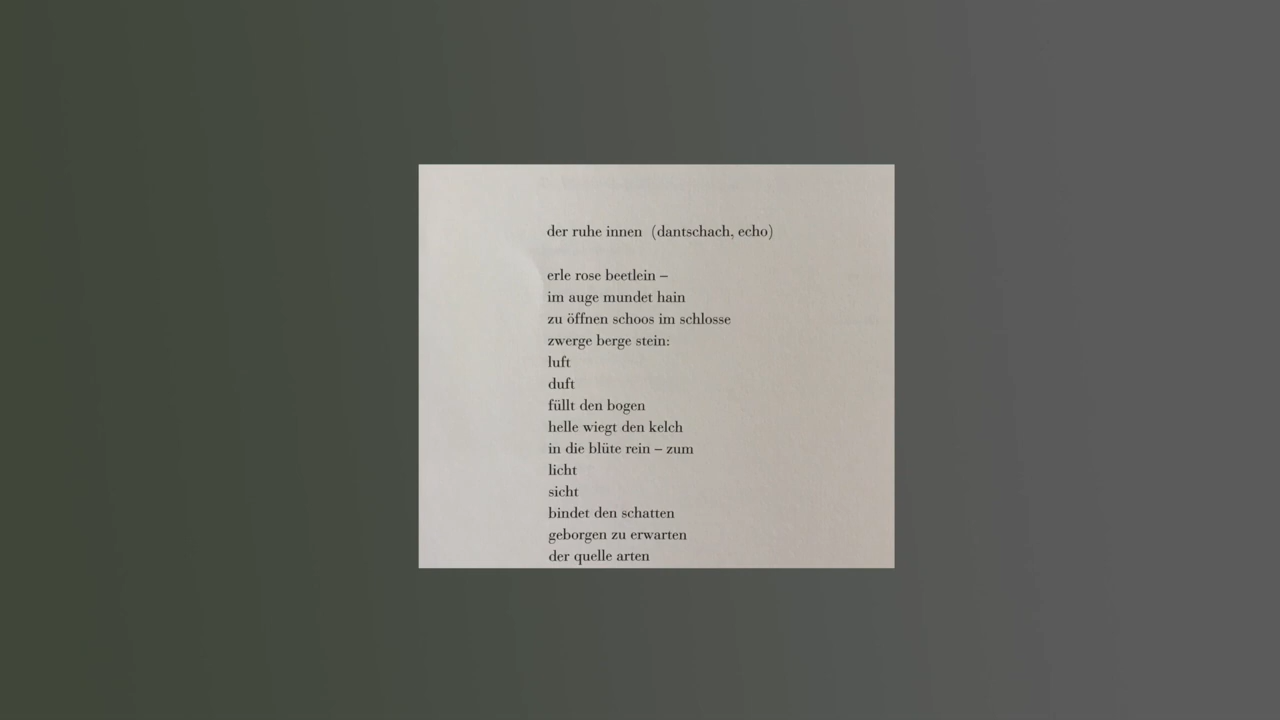 der ruhe innen (dantschach, echo)
erle rose beetlein –
im auge mundet hain
zu öffnen schoos im schlosse
zwerge berge stein:
luft
duft
füllt den bogen
helle wiegt den kelch
in die blüte rein – zum
licht
sicht
bindet den schatten
geborgen zu erwarten
der quelle arten